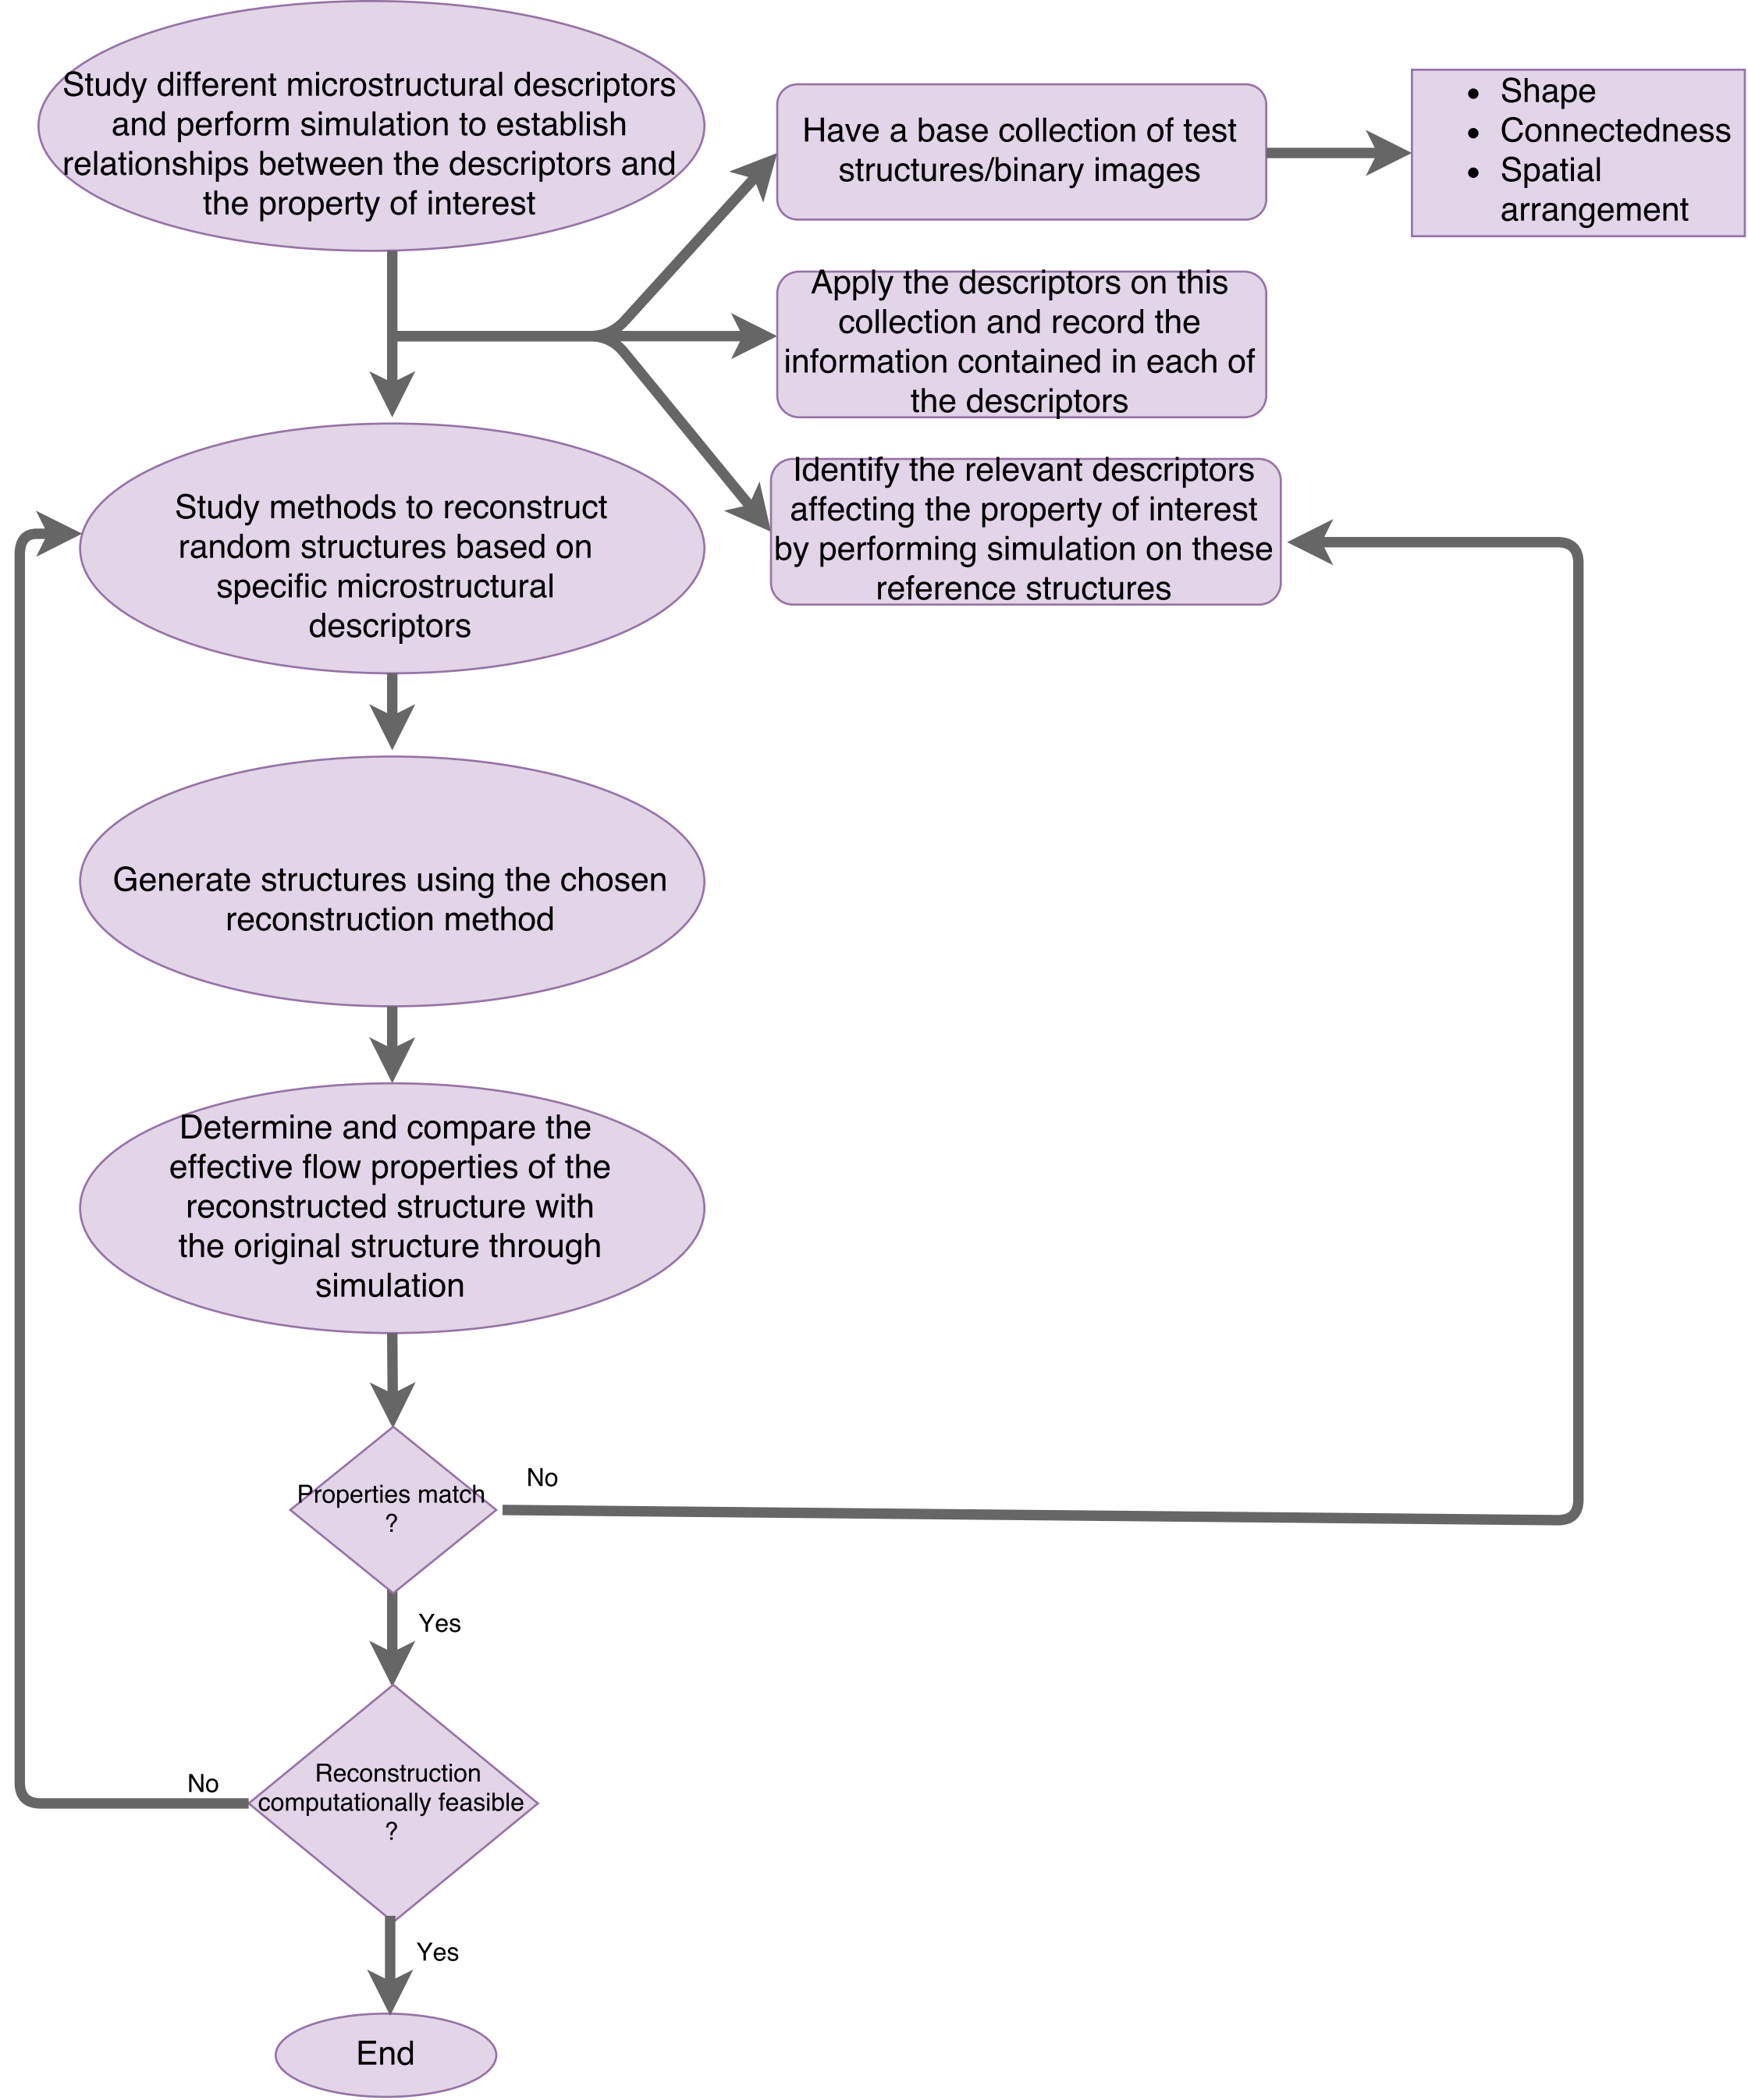 Study different microstructural descriptors
and perform simulation to establish
relationships between the descriptors and
the property of interest
Have a base collection of test
structures/binary images
• Shape
• Connectedness
• Spatial
arrangement
Apply the descriptors on this
collection and record the
information contained in each of
the descriptors
Identify the relevant descriptors
affecting the property of interest
by performing simulation on these
reference structures
Study methods to reconstruct
random structures based on
specific microstructural
descriptors
Generate structures using the chosen
reconstruction method
Determine and compare the
effective flow properties of the
reconstructed structure with
the original structure through
simulation
Properties match
?
No
Yes
Reconstruction
computationally feasible
?
No
Yes
End